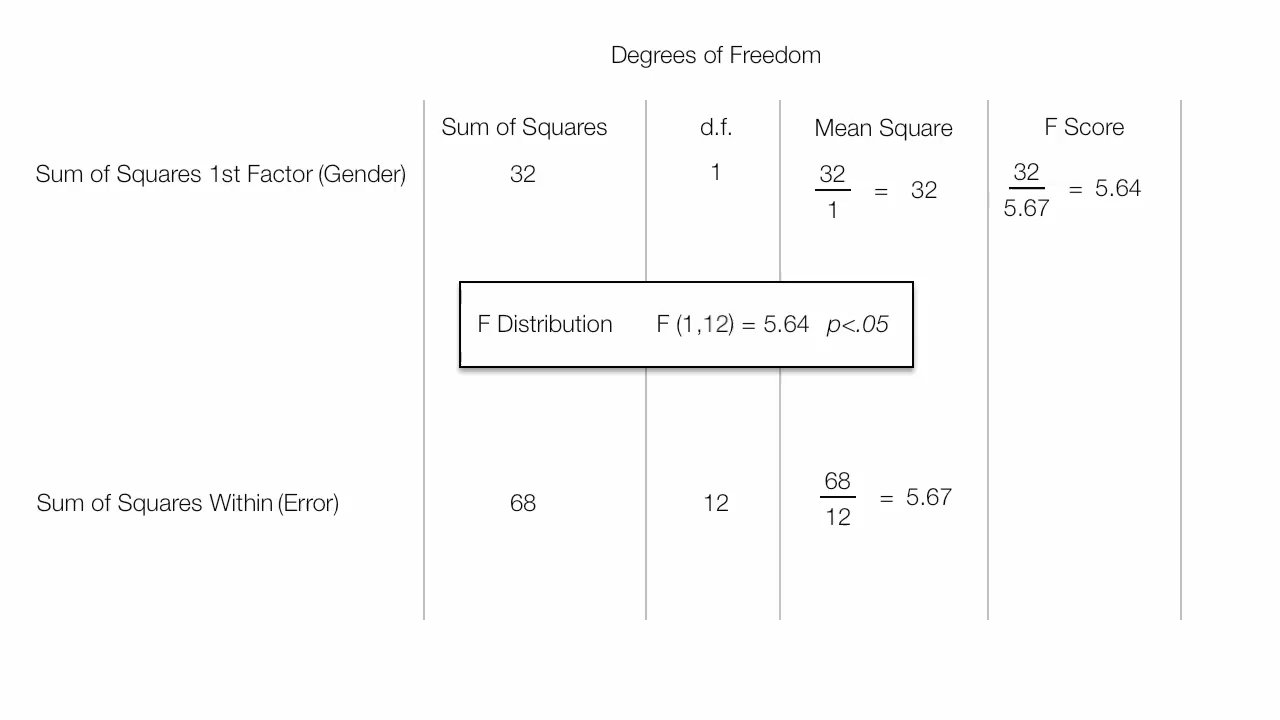 Degrees of Freedom
Sum of Squares d.f. Mean Square F Score
Sum of Squares 1st Factor (Gender) 32 1 32 / 1 = 32 32 / 5.67 = 5.64
F Distribution F (1,12) = 5.64 p<.05
Sum of Squares Within (Error) 68 12 68 / 12 = 5.67